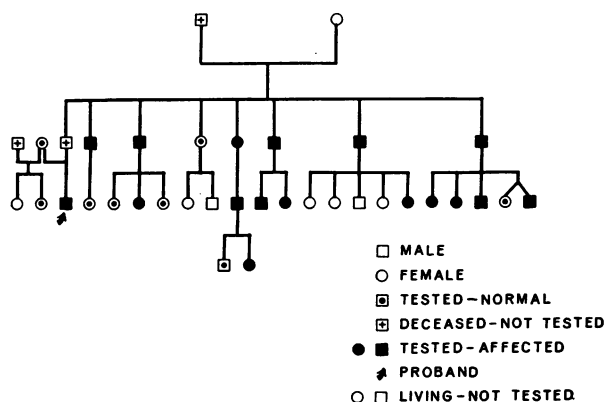 MALE
FEMALE
TESTED-NORMAL
DECEASED-NOT TESTED
TESTED-AFFECTED
PROBAND
LIVING-NOT TESTED